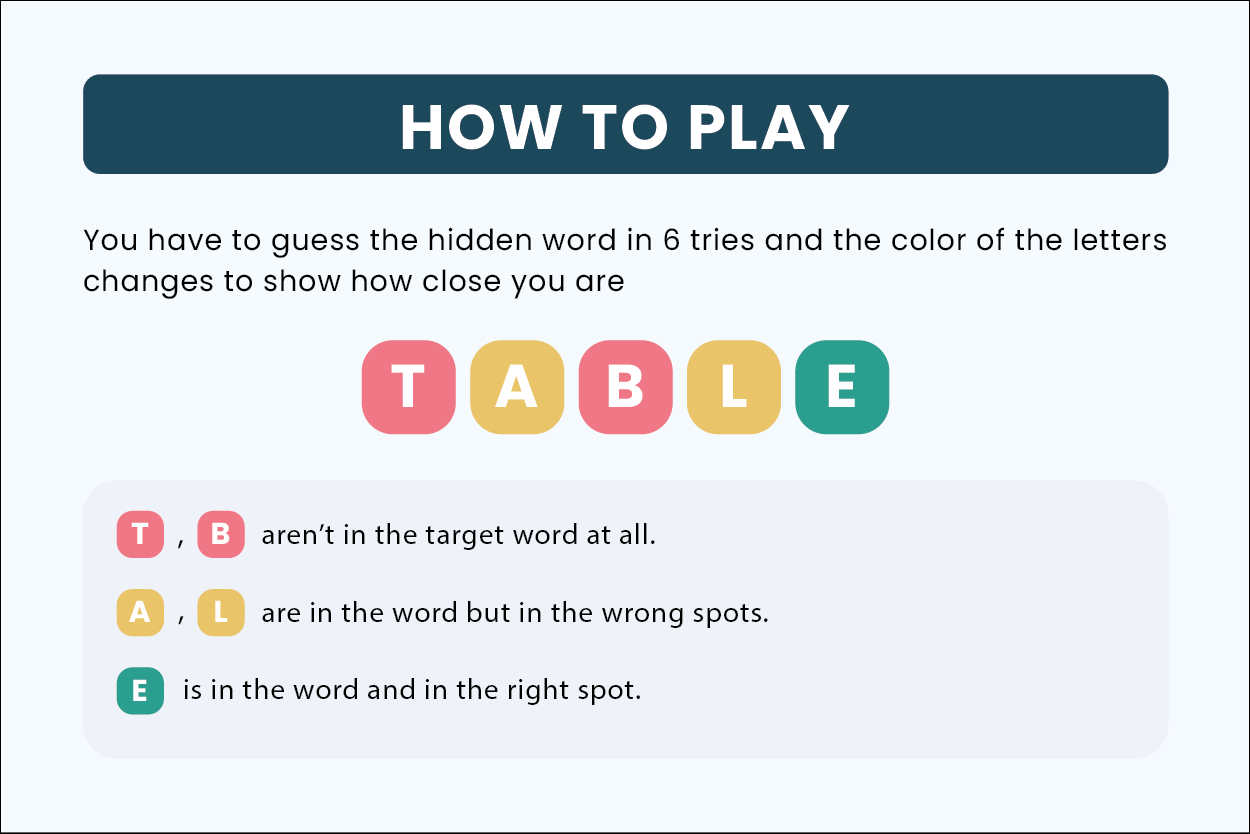 HOW TO PLAY
You have to guess the hidden word in 6 tries and the color of the letters
changes to show how close you are
T A B L E
T , B aren’t in the target word at all.
A , L are in the word but in the wrong spots.
E is in the word and in the right spot.